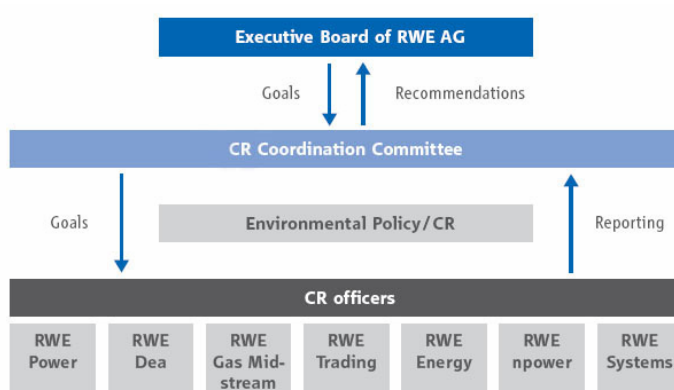 Executive Board of RWE AG
Goals
Recommendations
CR Coordination Committee
Goals
Environmental Policy/CR
Reporting
CR officers
RWE
Power
RWE
Dea
RWE
Gas Mid-
stream
RWE
Trading
RWE
Energy
RWE
npower
RWE
Systems